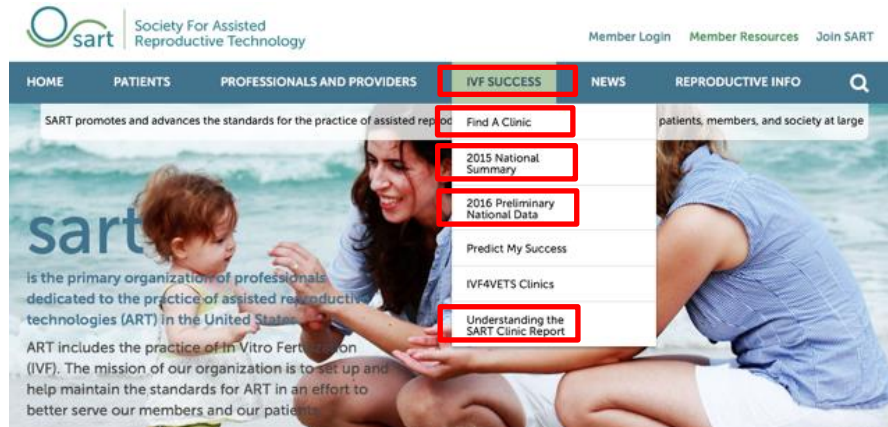 sart
Society For Assisted
Reproductive Technology
Member Login Member Resources Join SART
HOME PATIENTS PROFESSIONALS AND PROVIDERS IVF SUCCESS NEWS REPRODUCTIVE INFO
SART promotes and advances the standards for the practice of assisted patients, members, and society at large
Find A Clinic
2015 National
Summary
2016 Preliminary
National Data
Predict My Success
IVF4VETS Clinics
Understanding the
SART Clinic Report
sart
is the primary organization of professionals
dedicated to the practice of assisted reproductive
technologies (ART) in the United States.
ART includes the practice of In Vitro Fertilization
(IVF). The mission of our organization is to set up and
help maintain the standards for ART in an effort to
better serve our members and our patients.